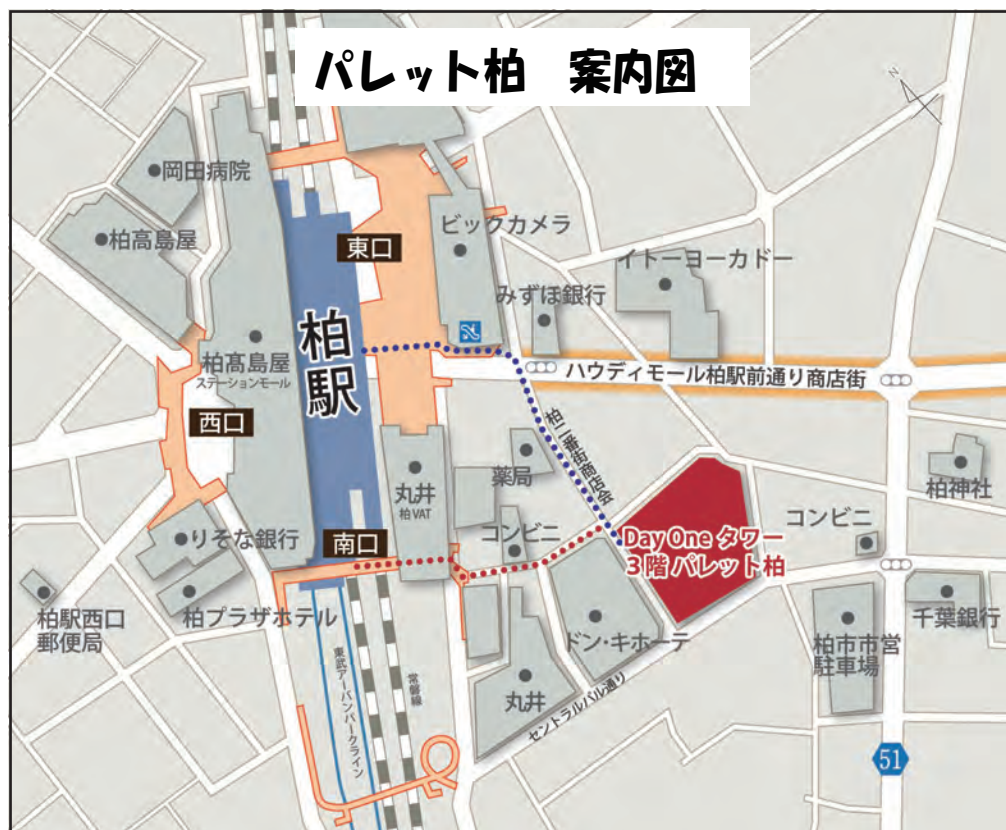 パレット柏 案内図
N
岡田病院
柏高島屋
東口
ビックカメラ
イトーヨーカドー
みずほ銀行
柏駅
柏髙島屋
ステーションモール
ハウディモール柏駅前通り商店街
西口
柏二番街商店会
丸井
柏VAT
薬局
柏神社
りそな銀行
南口
コンビニ
Day One タワー
3階 パレット柏
コンビニ
柏駅西口
郵便局
柏プラザホテル
ドン・キホーテ
柏市市営
駐車場
千葉銀行
東武アーバンパークライン
常磐線
丸井
セントラルパル通り
51